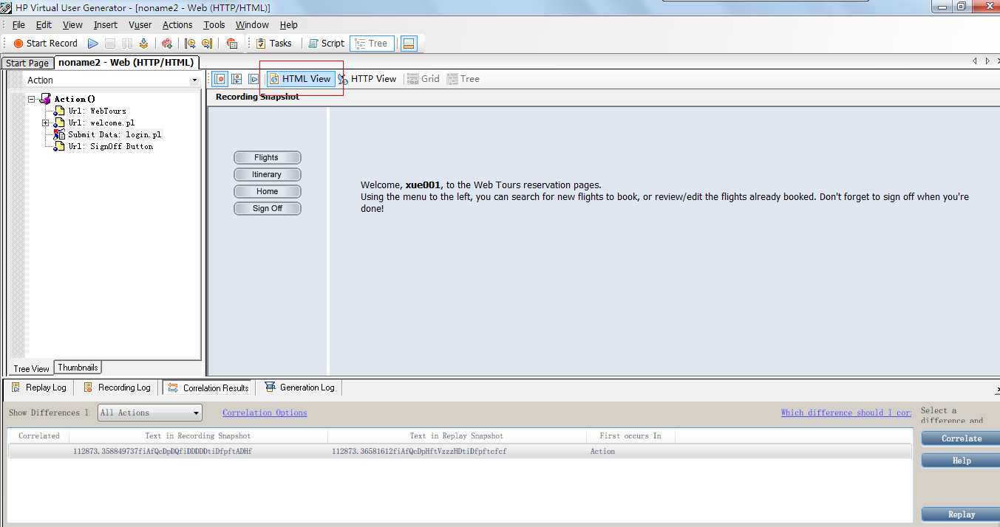 HP Virtual User Generator - [noname2 - Web (HTTP/HTML)]
File Edit View Insert Vuser Actions Tools Window Help
Start Record Tasks Script Tree
Start Page noname2 - Web (HTTP/HTML)
Action
HTML View HTTP View Grid Tree
Recording Snapshot
Action()
Url: WebTours
Url: welcome.pl
Submit Data: login.pl
Url: SignOff Button
Flights
Itinerary
Home
Sign Off
Welcome, xue001, to the Web Tours reservation pages.
Using the menu to the left, you can search for new flights to book, or review/edit the flights already booked. Don't forget to sign off when you're
done!
Tree View Thumbnails
Replay Log Recording Log Correlation Results Generation Log
Show Differences I: All Actions Correlation Options Which difference should I cor
Select a
difference and
Correlated Text in Recording Snapshot Text in Replay Snapshot First occurs In
112873.358849737fiAfQcDpDQfiDDDDDtiDfpftADHf 112873.36581612fiAfQcDpHftVzzzHDtiDfpftcfcf Action
Correlate
Help
Replay